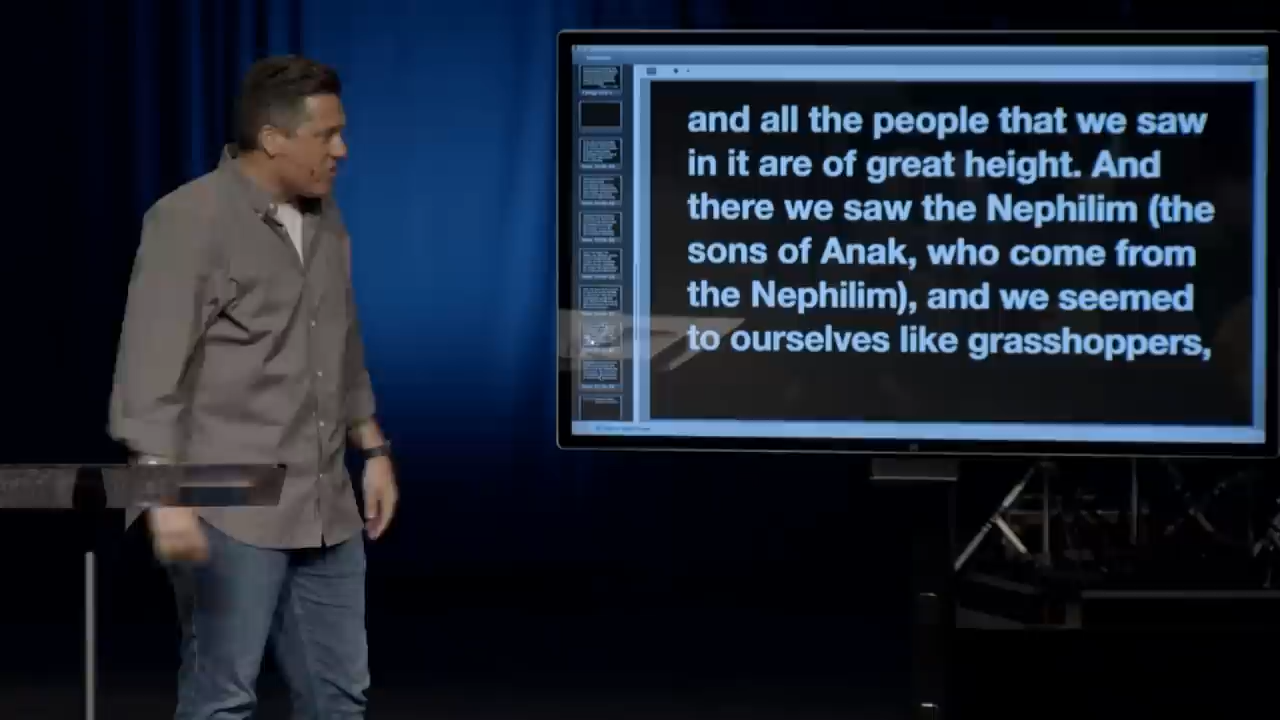 and all the people that we saw
in it are of great height. And
there we saw the Nephilim (the
sons of Anak, who come from
the Nephilim), and we seemed
to ourselves like grasshoppers,